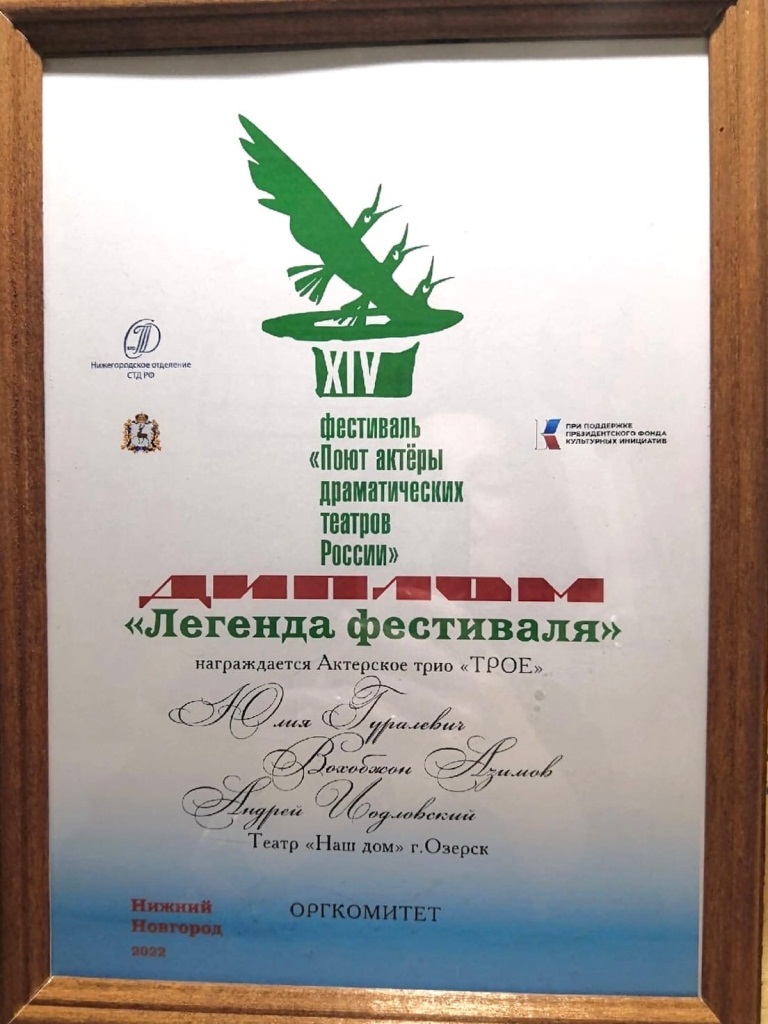 XIV
фестиваль
«Поют актёры
драматических
театров
России»
Нижегородское отделение
СТД РФ
ПРИ ПОДДЕРЖКЕ
ПРЕЗИДЕНТСКОГО ФОНДА
КУЛЬТУРНЫХ ИНИЦИАТИВ
ДИПЛОМ
«Легенда фестиваля»
награждается Актерское трио «ТРОЕ»
Юлия Гуралевич
Вохобжон Азимов
Андрей Иодловский
Театр «Наш дом» г.Озерск
Нижний
Новгород
2022
ОРГКОМИТЕТ